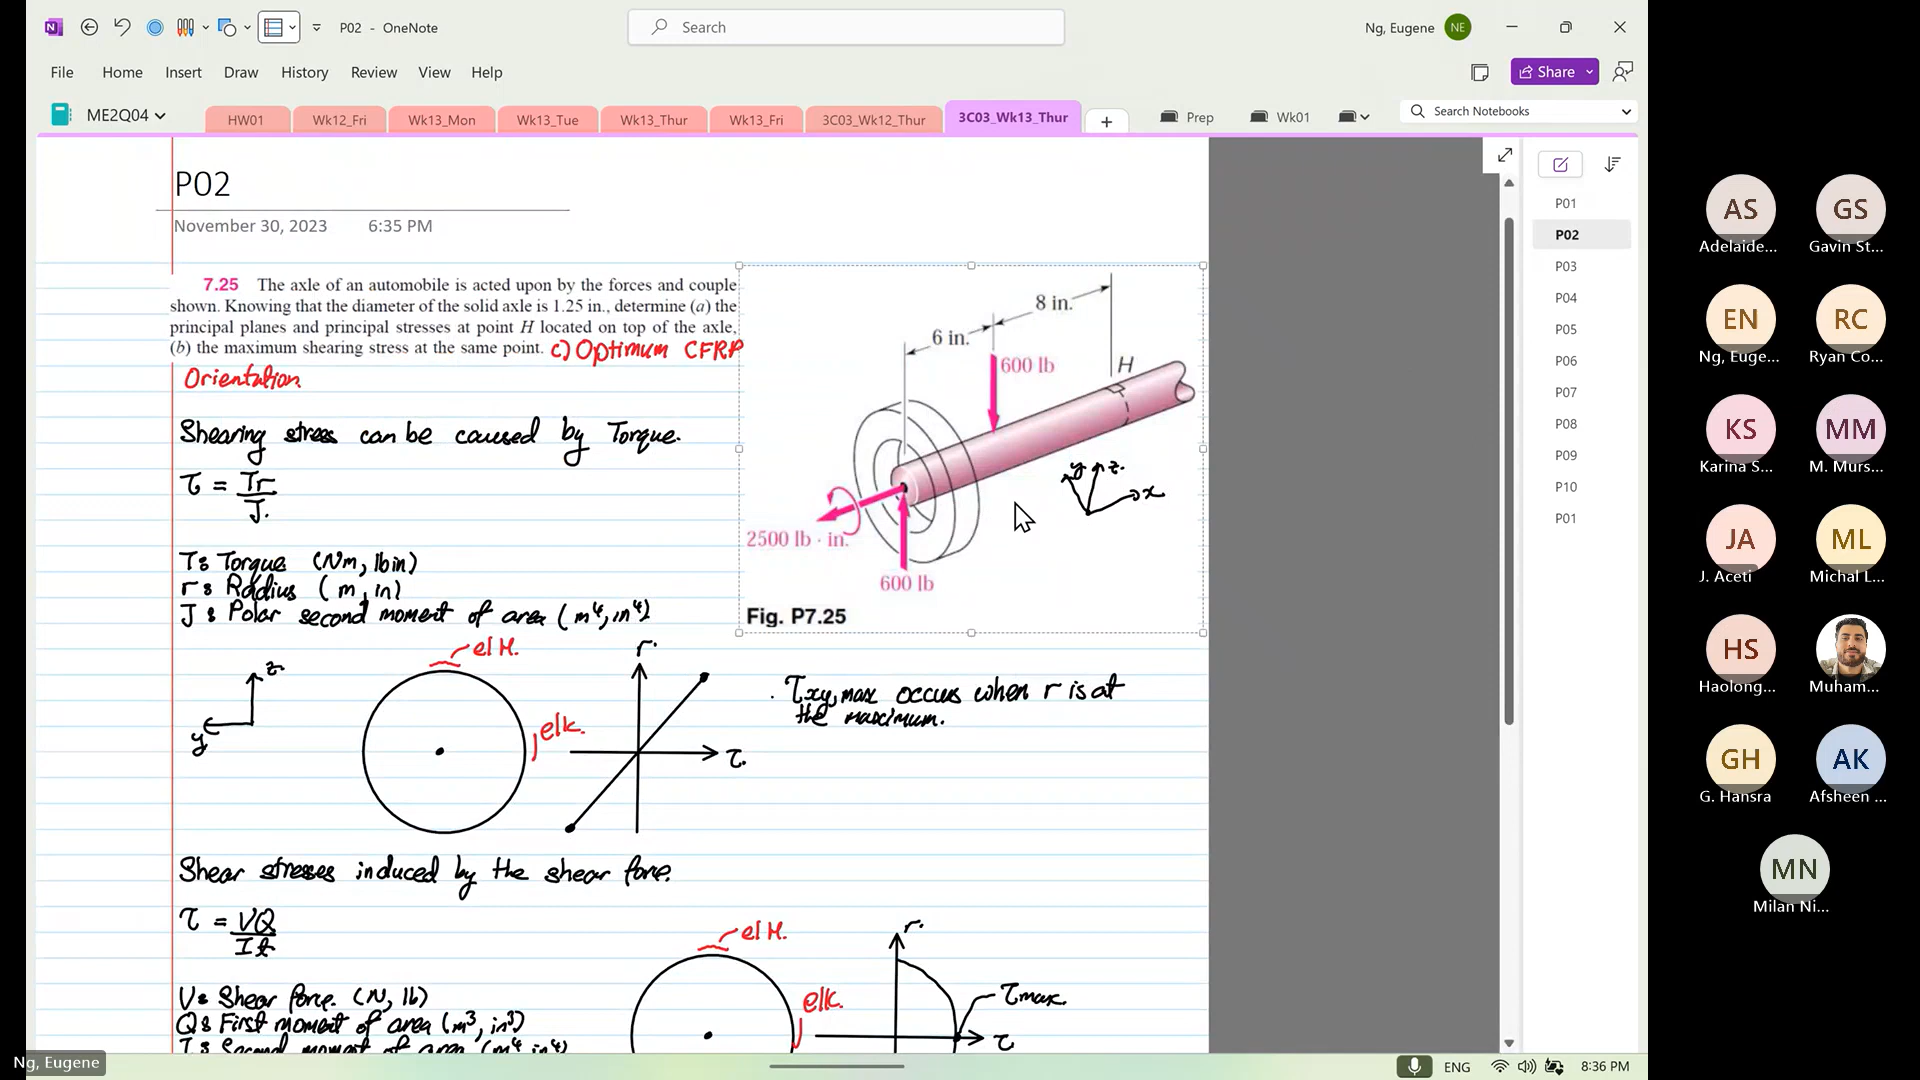 P02 - OneNote
Search
Ng, Eugene
NE
File
Home
Insert
Draw
History
Review
View
Help
Share
ME2Q04
HW01
Wk12_Fri
Wk13_Mon
Wk13_Tue
Wk13_Thur
Wk13_Fri
3C03_Wk12_Thur
3C03_Wk13_Thur
Prep
Wk01
Search Notebooks
P02
November 30, 2023
6:35 PM
7.25 The axle of an automobile is acted upon by the forces and couple
shown. Knowing that the diameter of the solid axle is 1.25 in., determine (a) the
principal planes and principal stresses at point H located on top of the axle,
(b) the maximum shearing stress at the same point. c) Optimum CFRP
Orientation.
8 in.
6 in.
600 lb
H
y
z
x
2500 lb · in.
600 lb
Fig. P7.25
Shearing stress can be caused by Torque.
τ = Tr
J
T: Torque (Nm, lbin)
r: Radius (m, in)
J: Polar second moment of area (m⁴, in⁴)
el H.
r
z
y
el k.
τ
τxy,max occurs when r is at
the maximum.
Shear stresses induced by the shear force.
τ = VQ
It
el H.
r
V: Shear force. (N, lb)
Q: First moment of area (m³, in³)
I: Second moment of area (m⁴ in⁴)
el k.
τmax.
τ
P01
P02
P03
P04
P05
P06
P07
P08
P09
P10
P01
AS
Adelaide...
GS
Gavin St...
EN
Ng, Euge...
RC
Ryan Co...
KS
Karina S...
MM
M. Murs...
JA
J. Aceti
ML
Michal L...
HS
Haolong...
Muham...
GH
G. Hansra
AK
Afsheen ...
MN
Milan Ni...
Ng, Eugene
ENG
8:36 PM